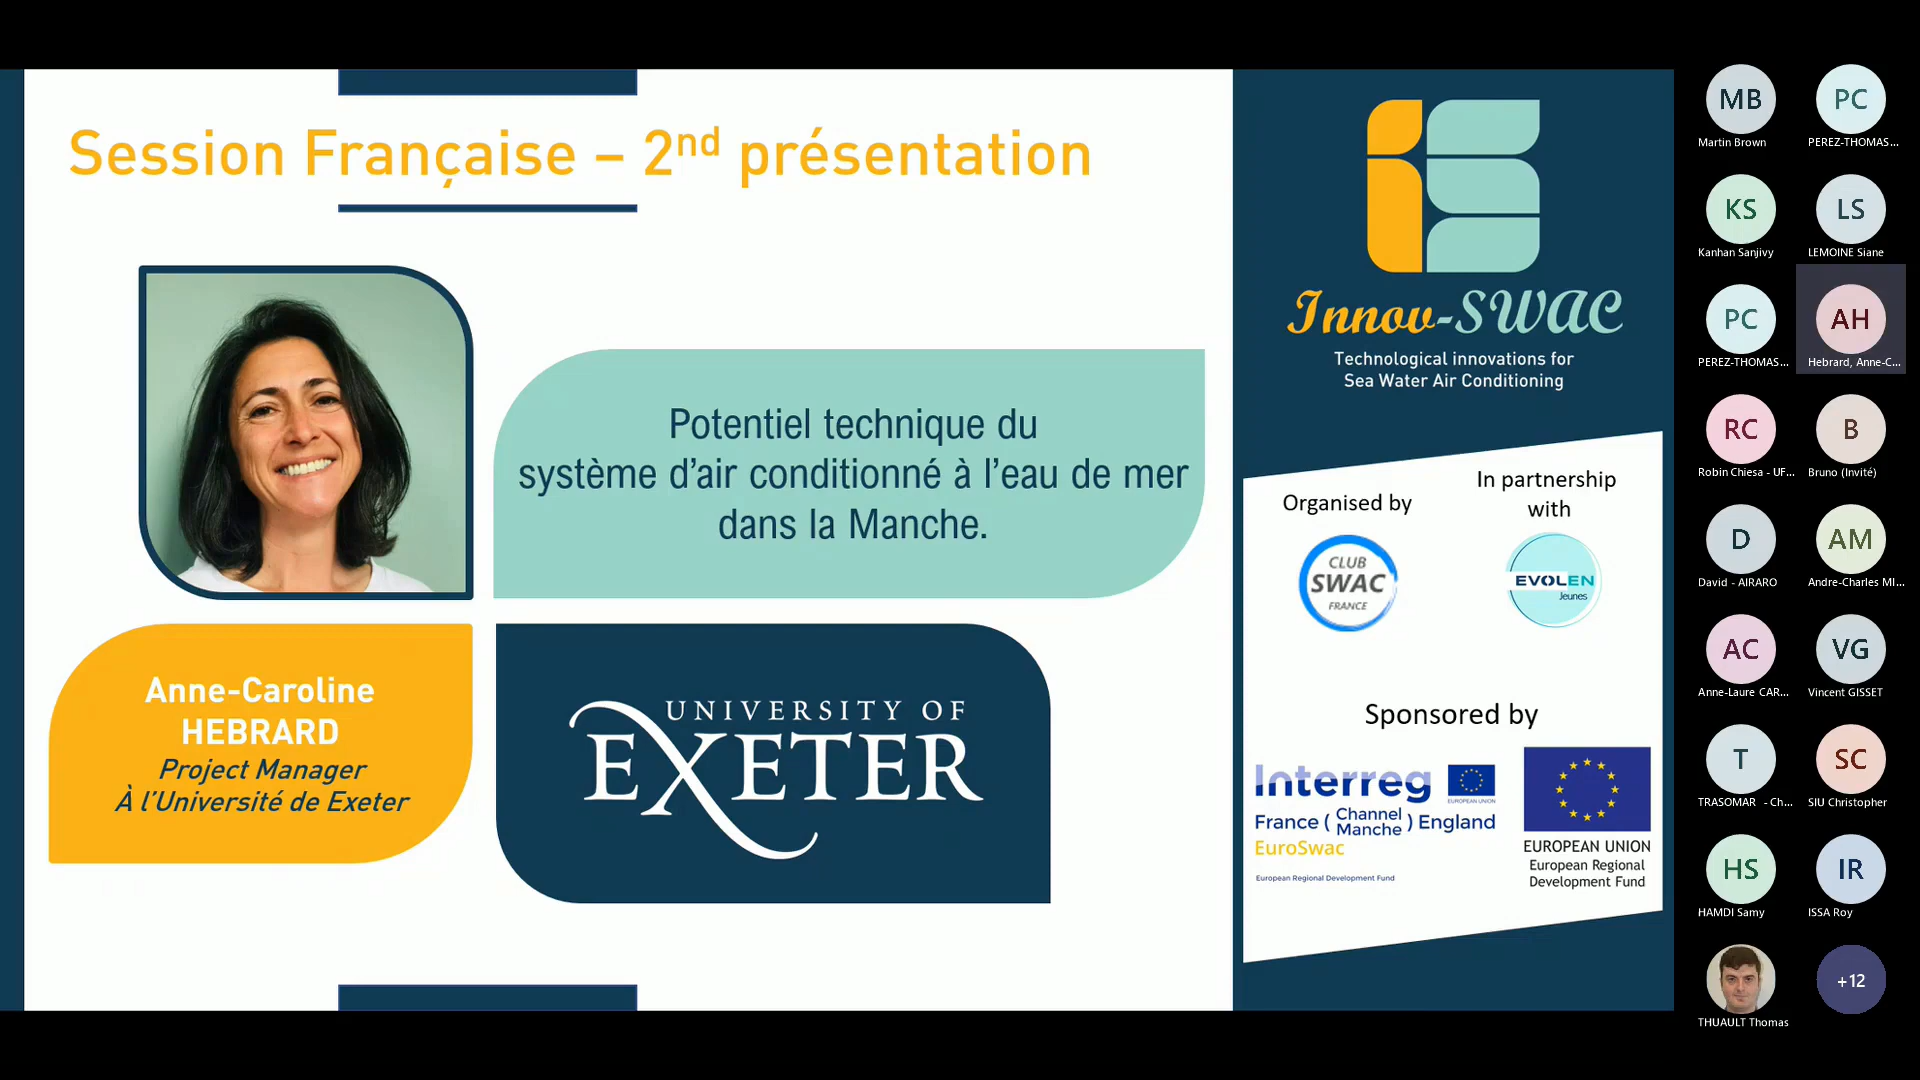 Session Française – 2nd présentation
Potentiel technique du
système d’air conditionné à l’eau de mer
dans la Manche.
Anne-Caroline
HEBRARD
Project Manager
À l’Université de Exeter
UNIVERSITY OF
EXETER
Innov-SWAC
Technological innovations for
Sea Water Air Conditioning
Organised by
CLUB
SWAC
FRANCE
In partnership
with
EVOLEN
Jeunes
Sponsored by
Interreg
EUROPEAN UNION
France ( Channel Manche ) England
EuroSwac
European Regional Development Fund
EUROPEAN UNION
European Regional
Development Fund
MB
Martin Brown
PC
PEREZ-THOMAS...
KS
Kanhan Sanjivy
LS
LEMOINE Siane
PC
PEREZ-THOMAS...
AH
Hebrard, Anne-C...
RC
Robin Chiesa - UF...
B
Bruno (Invité)
D
David - AIRARO
AM
Andre-Charles MI...
AC
Anne-Laure CAR...
VG
Vincent GISSET
T
TRASOMAR - Ch...
SC
SIU Christopher
HS
HAMDI Samy
IR
ISSA Roy
THUAULT Thomas
+12